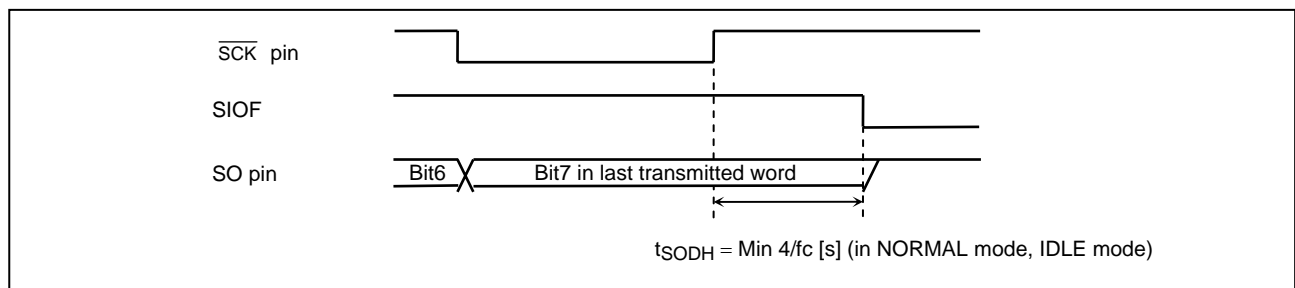 S̅C̅K̅ pin
SIOF
SO pin
Bit6
Bit7 in last transmitted word
tSODH = Min 4/fc [s] (in NORMAL mode, IDLE mode)